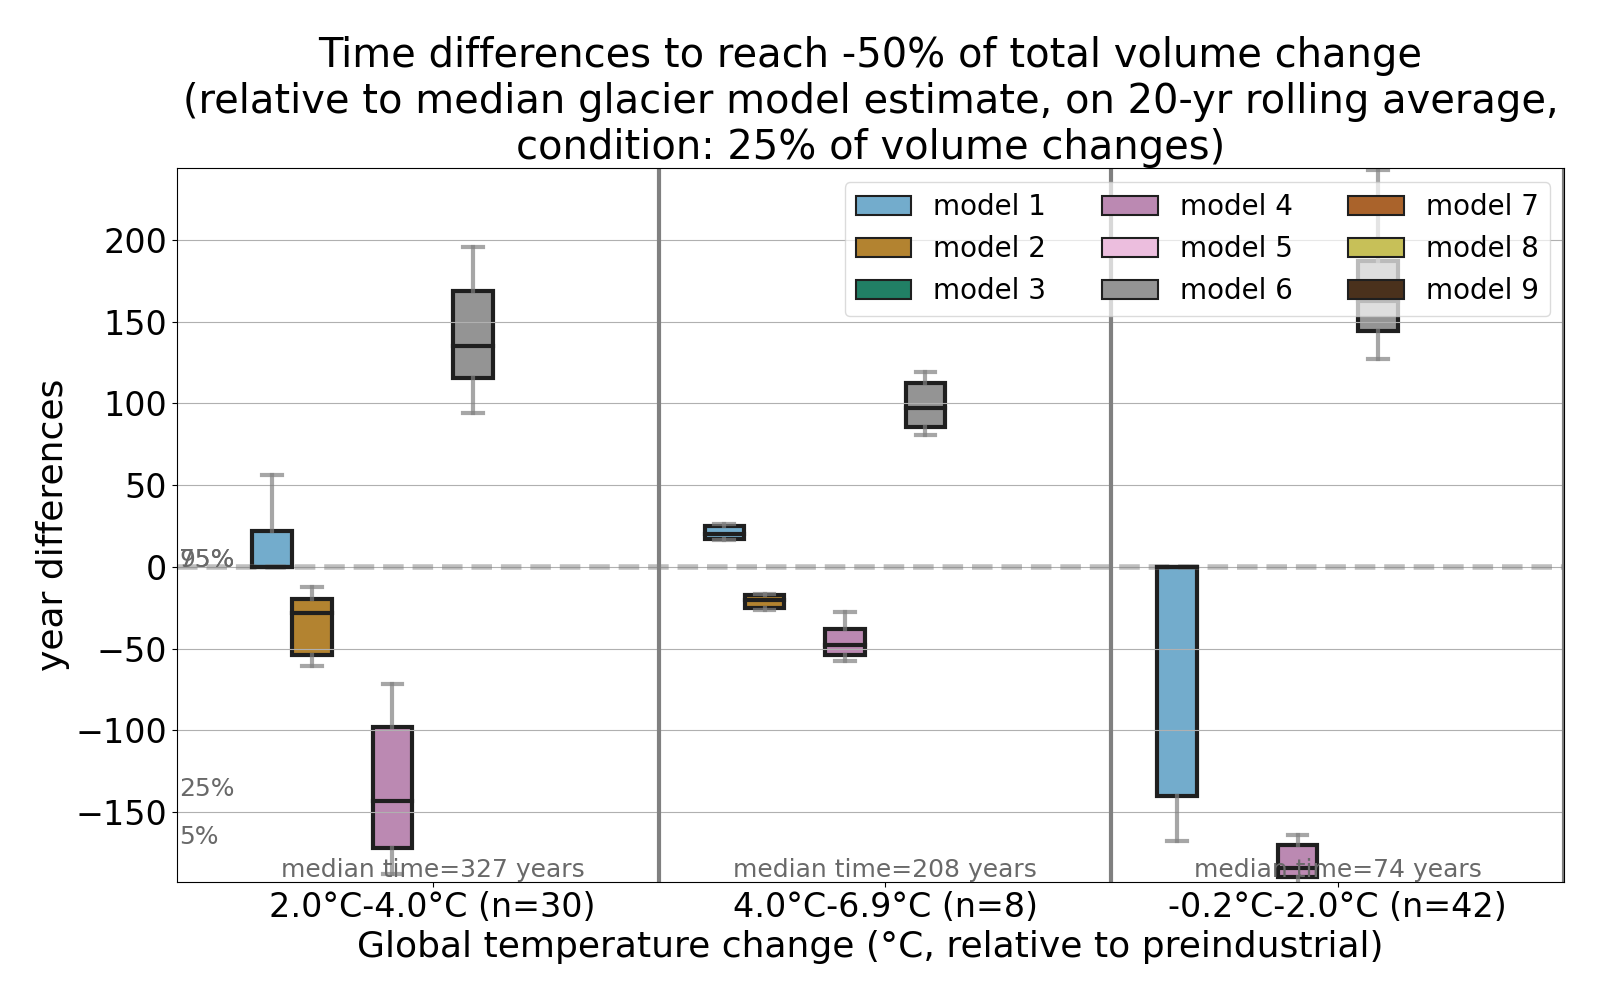 Time differences to reach -50% of total volume change
(relative to median glacier model estimate, on 20-yr rolling average,
condition: 25% of volume changes)
model 1
model 4
model 7
model 2
model 5
model 8
model 3
model 6
model 9
200
150
100
50
0
−50
−100
−150
year differences
95%
25%
5%
median time=327 years
median time=208 years
median time=74 years
2.0°C-4.0°C (n=30)
4.0°C-6.9°C (n=8)
-0.2°C-2.0°C (n=42)
Global temperature change (°C, relative to preindustrial)